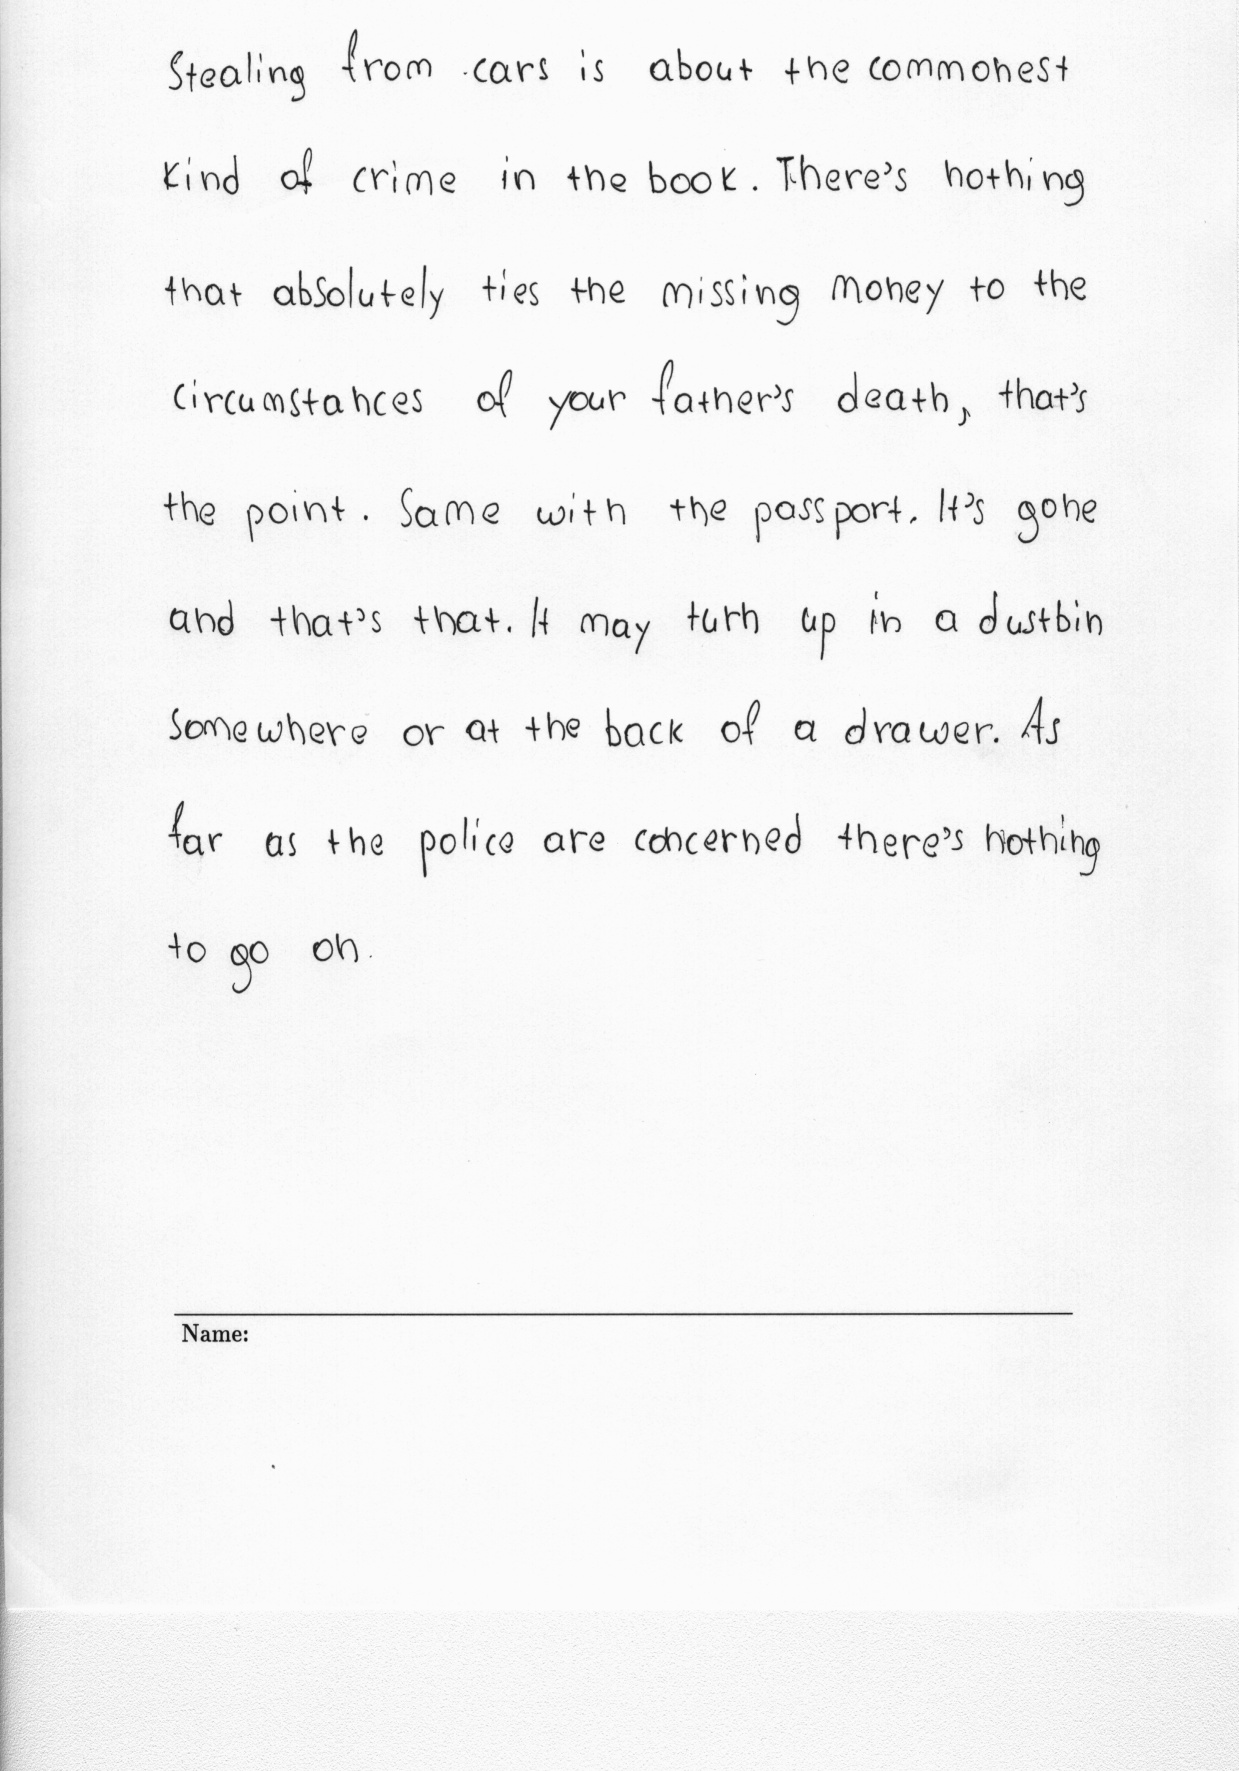 Stealing from cars is about the commonest
kind of crime in the book. There's nothing
that absolutely ties the missing money to the
circumstances of your father's death, that's
the point. Same with the passport. It's gone
and that's that. It may turn up in a dustbin
somewhere or at the back of a drawer. As
far as the police are concerned there's nothing
to go on.
Name: